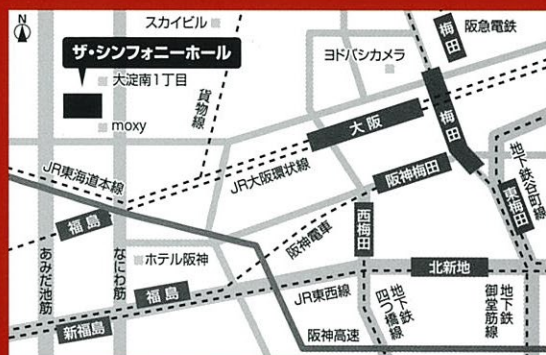 N
スカイビル
ザ・シンフォニーホール
大淀南1丁目
moxy
貨物線
ヨドバシカメラ
梅田
阪急電鉄
梅田
大阪
JR大阪環状線
JR東海道本線
阪神梅田
地下鉄谷町線
東梅田
福島
西梅田
阪神電車
あみだ池筋
なにわ筋
ホテル阪神
北新地
福島
JR東西線
新福島
阪神高速
地下鉄
四つ橋線
地下鉄
御堂筋線